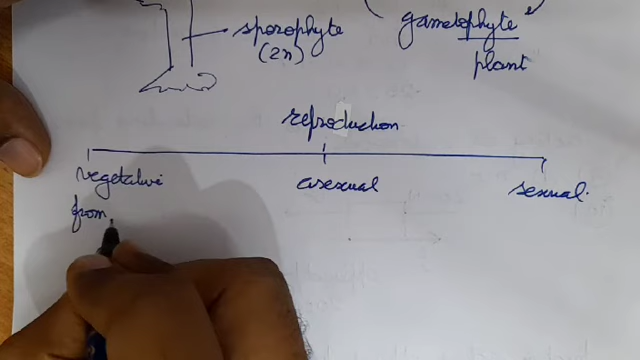 sporophyte
(2n)
gametophyte
plant
reproduction
vegetative
asexual
sexual.
from